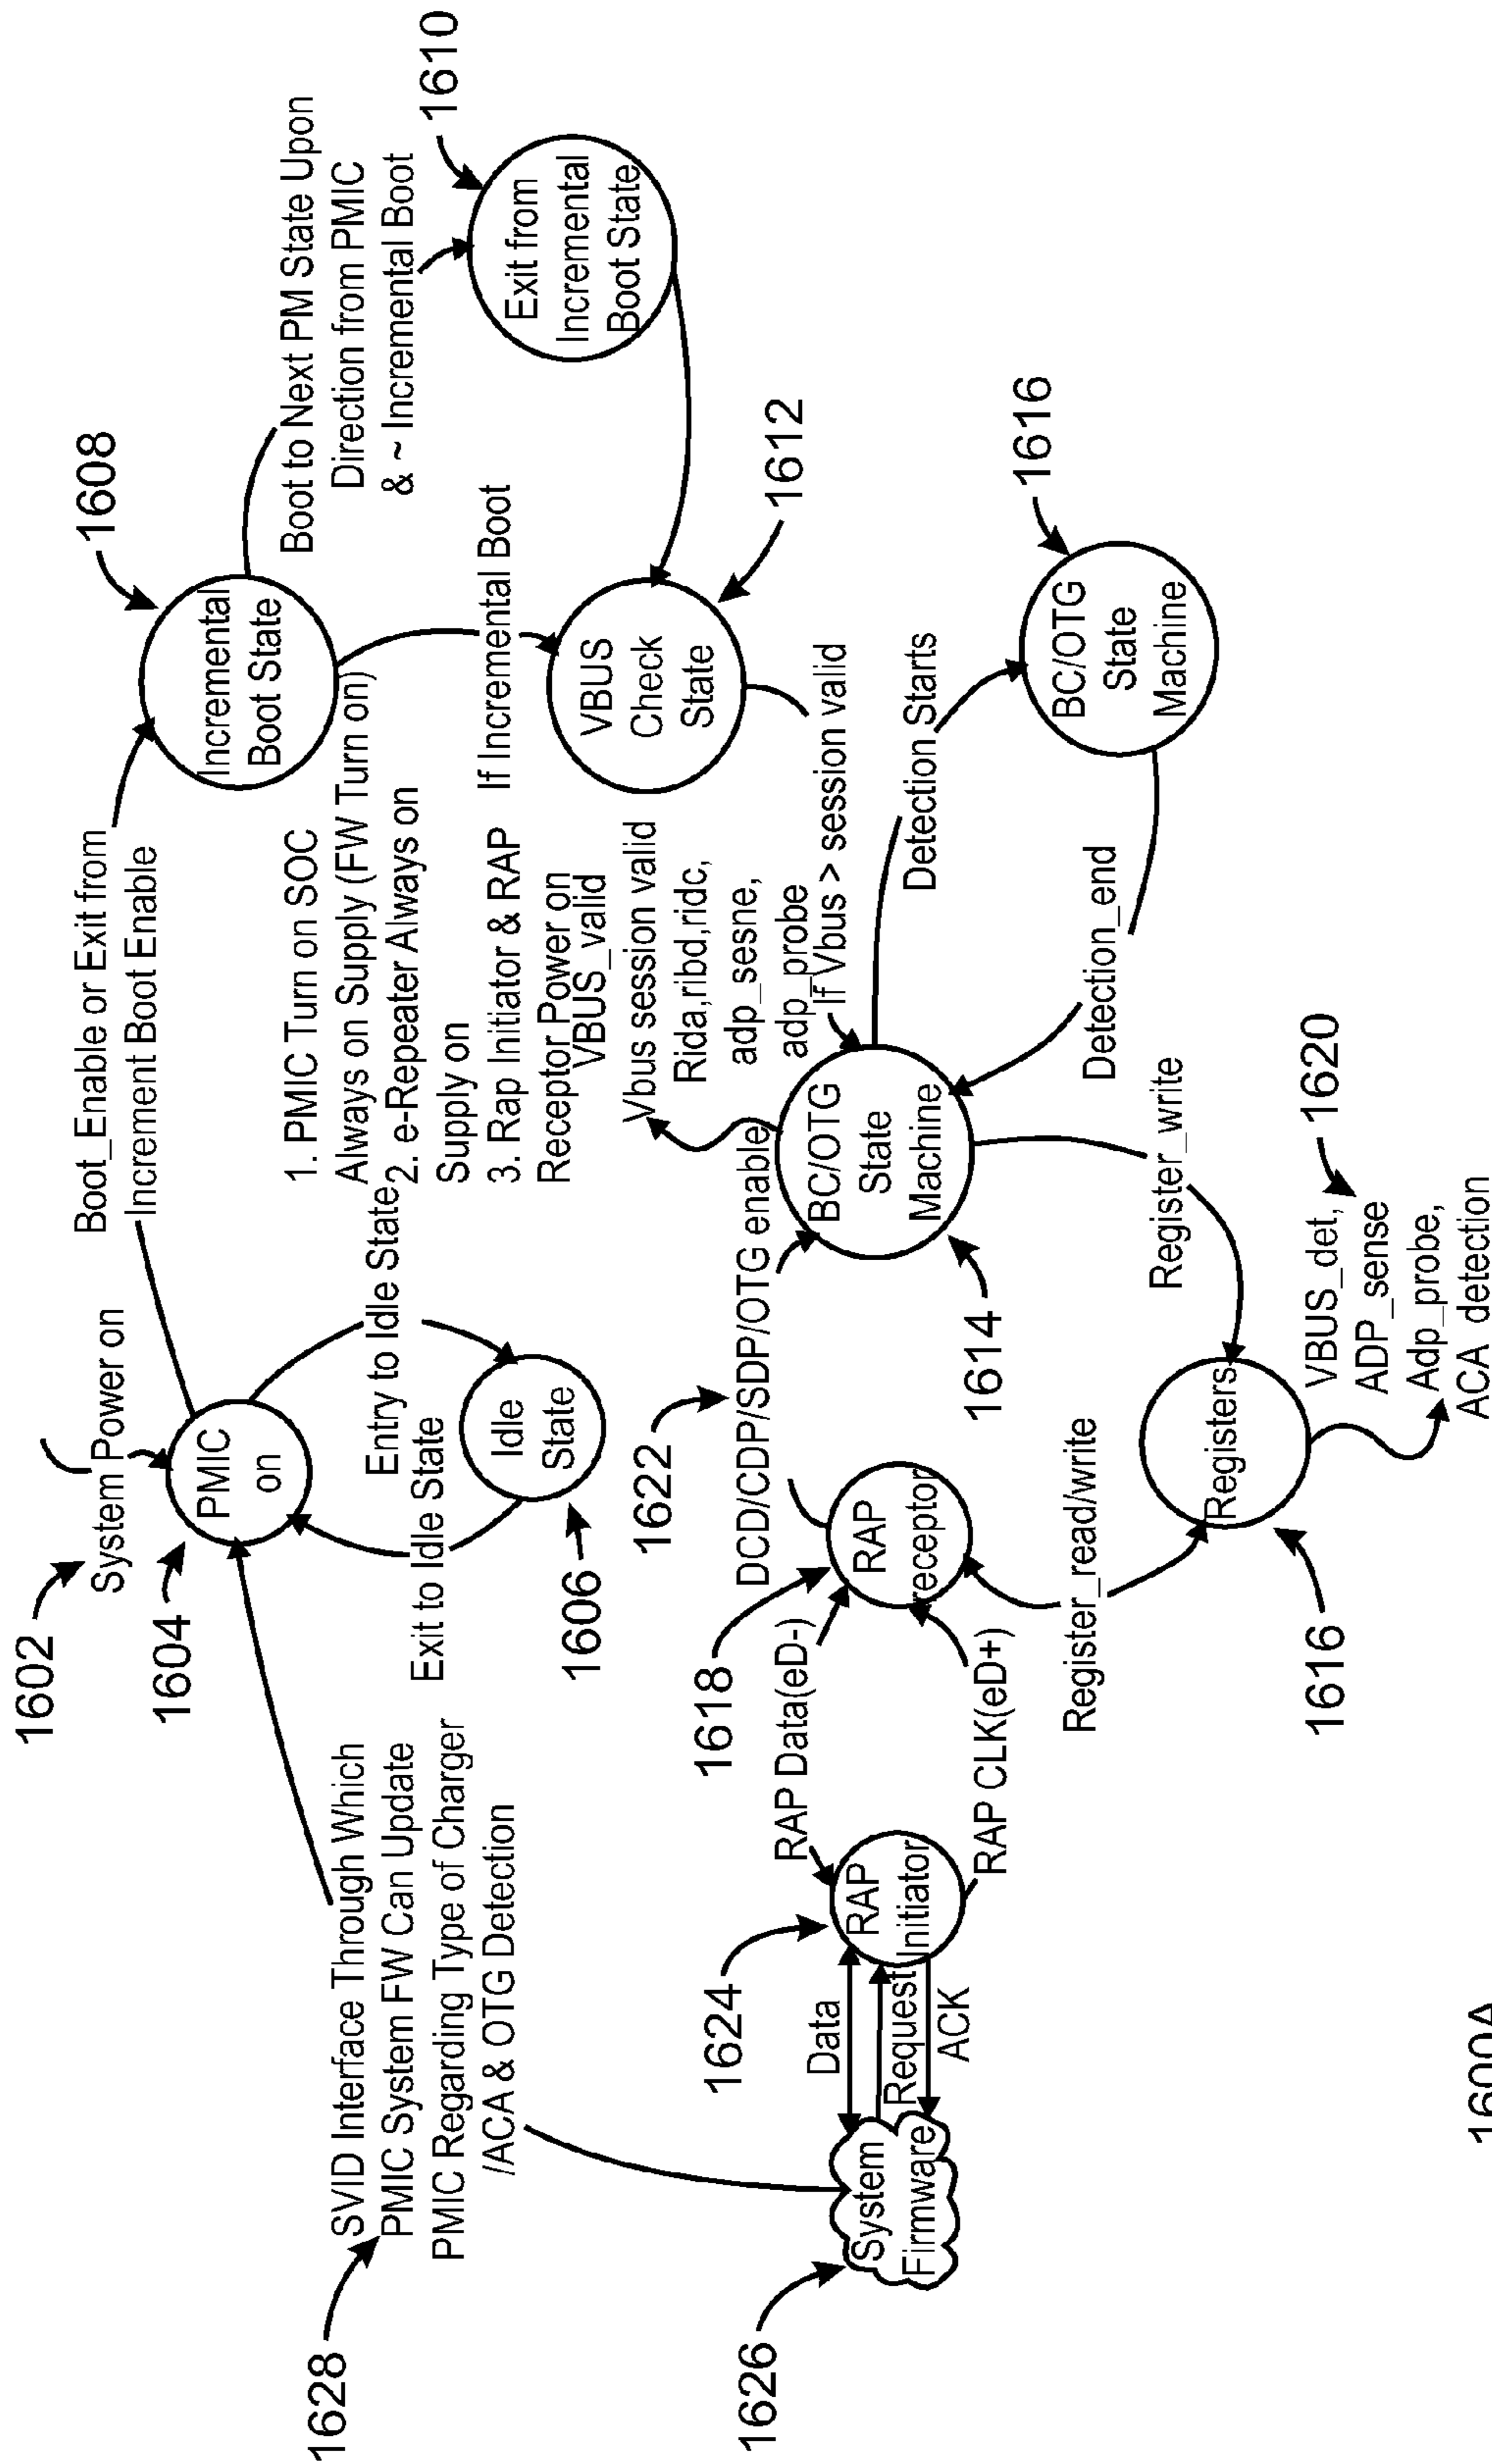 1602
System Power on
1604
PMIC
on
Entry to Idle State
Exit to Idle State
Idle
State
1606
Boot_Enable or Exit from
Increment Boot Enable
1608
Incremental
Boot State
Boot to Next PM State Upon
Direction from PMIC
& ~ Incremental Boot
1610
Exit from
Incremental
Boot State
1. PMIC Turn on SOC
Always on Supply (FW Turn on)
2. e-Repeater Always on
Supply on
3. Rap Initiator & RAP
Receptor Power on
If Incremental Boot
VBUS
Check
State
1612
VBUS_valid
Vbus session valid
Rida,ribd,ridc,
adp_sesne,
adp_probe
If Vbus > session valid
1628
SVID Interface Through Which
PMIC System FW Can Update
PMIC Regarding Type of Charger
/ACA & OTG Detection
1626
System
Firmware
Data
Request
ACK
1624
RAP
Initiator
RAP Data(eD-)
RAP CLK(eD+)
1618
RAP
receptor
1622
DCD/CDP/SDP/OTG enable
BC/OTG
State
Machine
1614
Detection Starts
Detection_end
BC/OTG
State
Machine
1616
Register_read/write
Register_write
Registers
1616
VBUS_det,
ADP_sense
Adp_probe,
ACA detection
1620
1600A